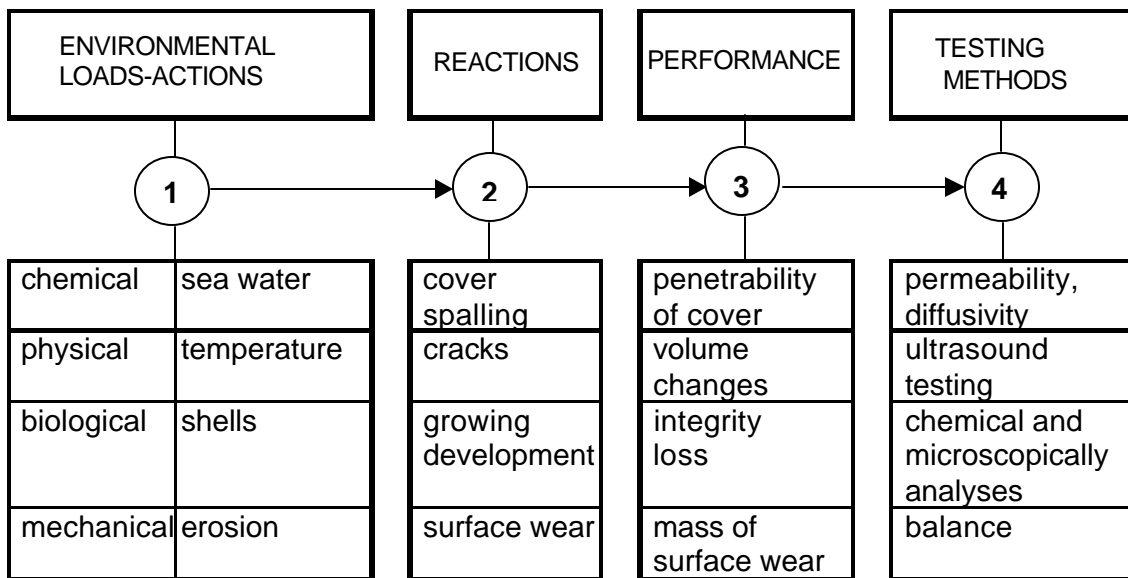 ENVIRONMENTAL
LOADS-ACTIONS
REACTIONS
PERFORMANCE
TESTING
METHODS
1
2
3
4
chemical
sea water
cover
spalling
penetrability
of cover
permeability,
diffusivity
physical
temperature
cracks
volume
changes
ultrasound
testing
biological
shells
growing
development
integrity
loss
chemical and
microscopically
analyses
mechanical
erosion
surface wear
mass of
surface wear
balance